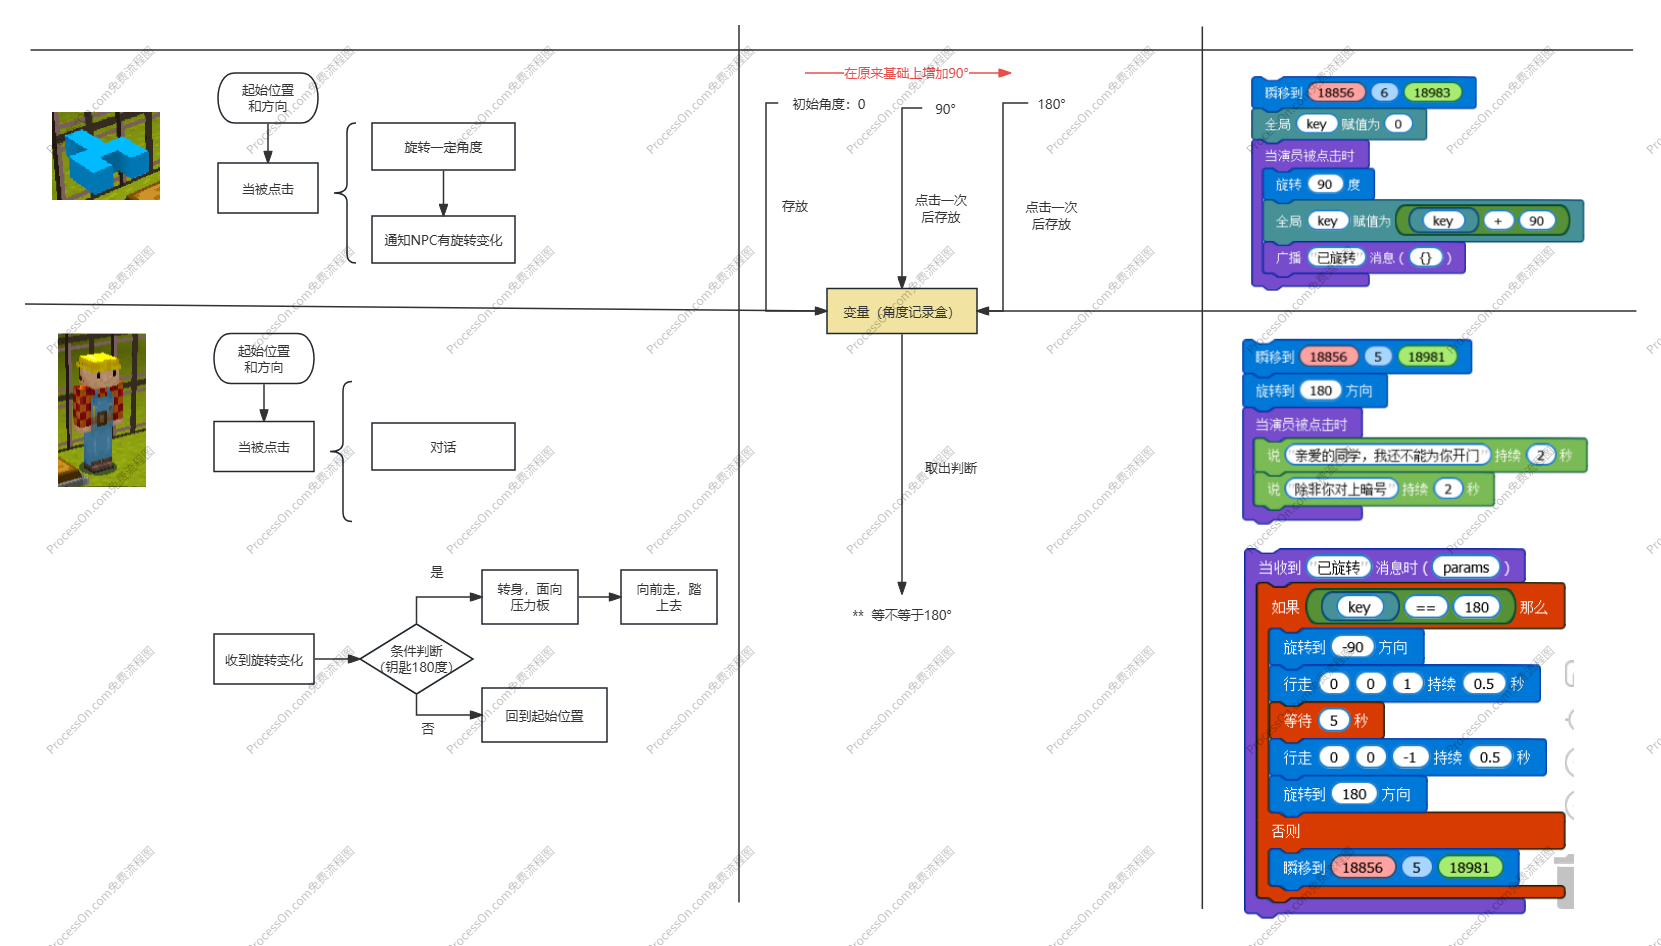 起始位置
和方向
当被点击
旋转一定角度
通知NPC有旋转变化
在原来基础上增加90°
初始角度：0
90°
180°
存放
点击一次
后存放
点击一次
后存放
变量（角度记录盒）
取出判断
** 等不等于180°
瞬移到 18856 6 18983
全局 key 赋值为 0
当演员被点击时
旋转 90 度
全局 key 赋值为 key + 90
广播 "已旋转" 消息 ( {} )
起始位置
和方向
当被点击
对话
收到旋转变化
条件判断
（钥匙180度）
是
转身，面向
压力板
向前走，踏
上去
否
回到起始位置
瞬移到 18856 5 18981
旋转到 180 方向
当演员被点击时
说 "亲爱的同学，我还不能为你开门" 持续 2 秒
说 "除非你对上暗号" 持续 2 秒
当收到 "已旋转" 消息时 ( params )
如果 key == 180 那么
旋转到 -90 方向
行走 0 0 1 持续 0.5 秒
等待 5 秒
行走 0 0 -1 持续 0.5 秒
旋转到 180 方向
否则
瞬移到 18856 5 18981
ProcessOn.com免费流程图